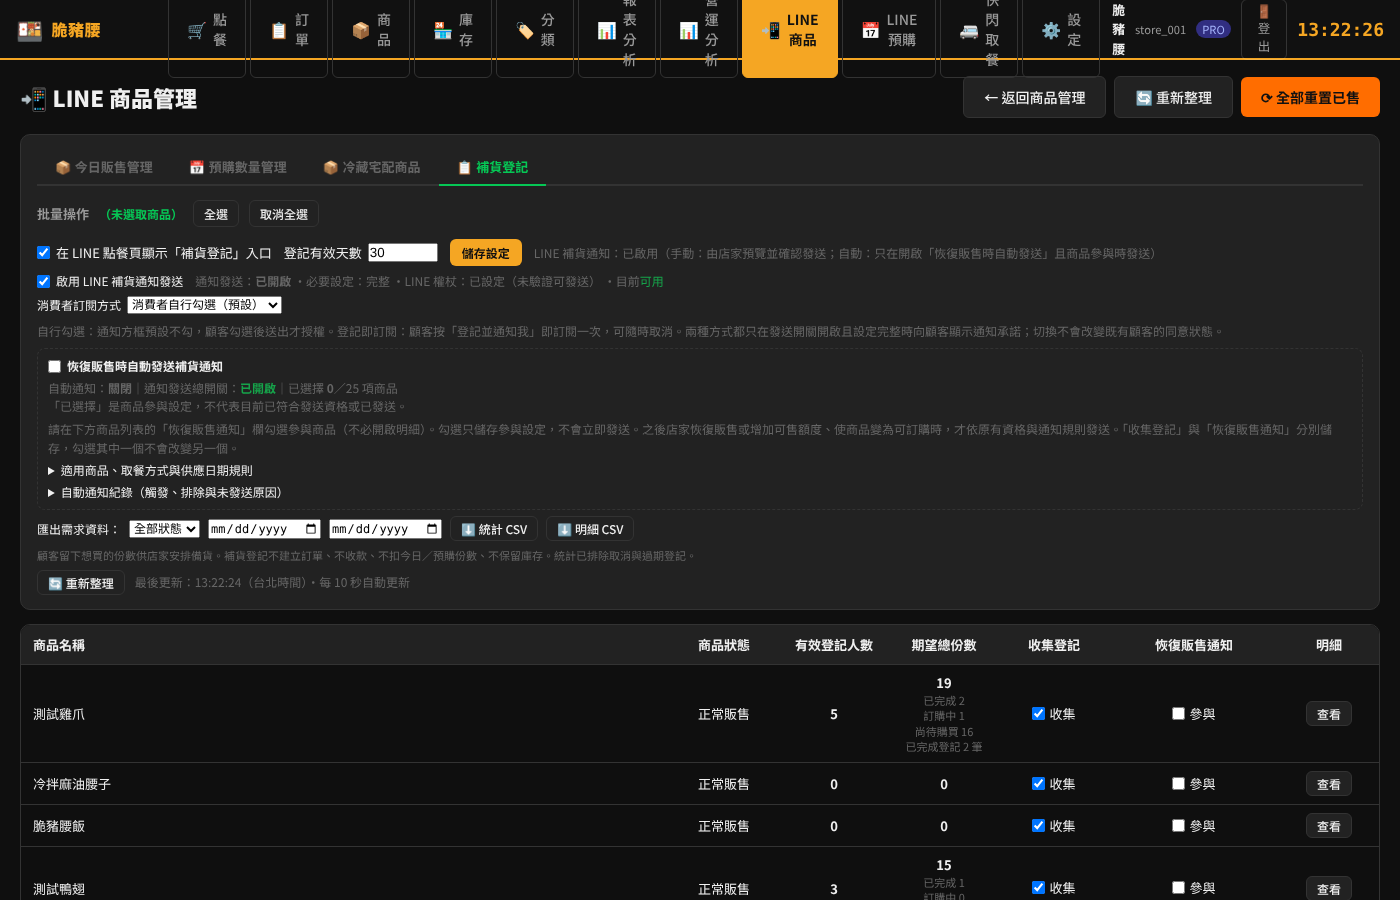 脆豬腰
點餐
訂單
商品
庫存
分類
報表分析
營運分析
LINE 商品
LINE 預購
快閃取餐
設定
脆豬腰
store_001
PRO
登出
13:22:26
LINE 商品管理
← 返回商品管理
重新整理
⟳ 全部重置已售
今日販售管理
預購數量管理
冷藏宅配商品
補貨登記
批量操作 （未選取商品） 全選 取消全選
在 LINE 點餐頁顯示「補貨登記」入口 登記有效天數 30 儲存設定 LINE 補貨通知：已啟用（手動：由店家預覽並確認發送；自動：只在開啟「恢復販售時自動發送」且商品參與時發送）
啟用 LINE 補貨通知發送 通知發送：已開啟・必要設定：完整・LINE 權杖：已設定（未驗證可發送）・目前可用
消費者訂閱方式 消費者自行勾選（預設）
自行勾選：通知方框預設不勾，顧客勾選後送出才授權。登記即訂閱：顧客按「登記並通知我」即訂閱一次，可隨時取消。兩種方式都只在發送開關開啟且設定完整時向顧客顯示通知承諾；切換不會改變既有顧客的同意狀態。
恢復販售時自動發送補貨通知
自動通知：關閉｜通知發送總開關：已開啟｜已選擇 0／25 項商品
「已選擇」是商品參與設定，不代表目前已符合發送資格或已發送。
請在下方商品列表的「恢復販售通知」欄勾選參與商品（不必開啟明細）。勾選只儲存參與設定，不會立即發送。之後店家恢復販售或增加可售額度、使商品變為可訂購時，才依原有資格與通知規則發送。「收集登記」與「恢復販售通知」分別儲
存，勾選其中一個不會改變另一個。
▶ 適用商品、取餐方式與供應日期規則
▶ 自動通知紀錄（觸發、排除與未發送原因）
匯出需求資料： 全部狀態 mm/dd/yyyy mm/dd/yyyy 統計 CSV 明細 CSV
顧客留下想買的份數供店家安排備貨。補貨登記不建立訂單、不收款、不扣今日／預購份數、不保留庫存。統計已排除取消與過期登記。
重新整理 最後更新：13:22:24（台北時間）・每 10 秒自動更新
商品名稱 商品狀態 有效登記人數 期望總份數 收集登記 恢復販售通知 明細
測試雞爪 正常販售 5 19 收集 參與 查看
已完成 2
訂購中 1
尚待購買 16
已完成登記 2 筆
冷拌麻油腰子 正常販售 0 0 收集 參與 查看
脆豬腰飯 正常販售 0 0 收集 參與 查看
測試鴨翅 正常販售 3 15 收集 參與 查看
已完成 1
訂購中 0